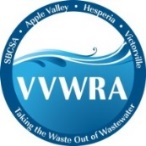 SBCSA • Apple Valley • Hesperia • Victorville
VVWRA
Taking the Waste Out of Wastewater